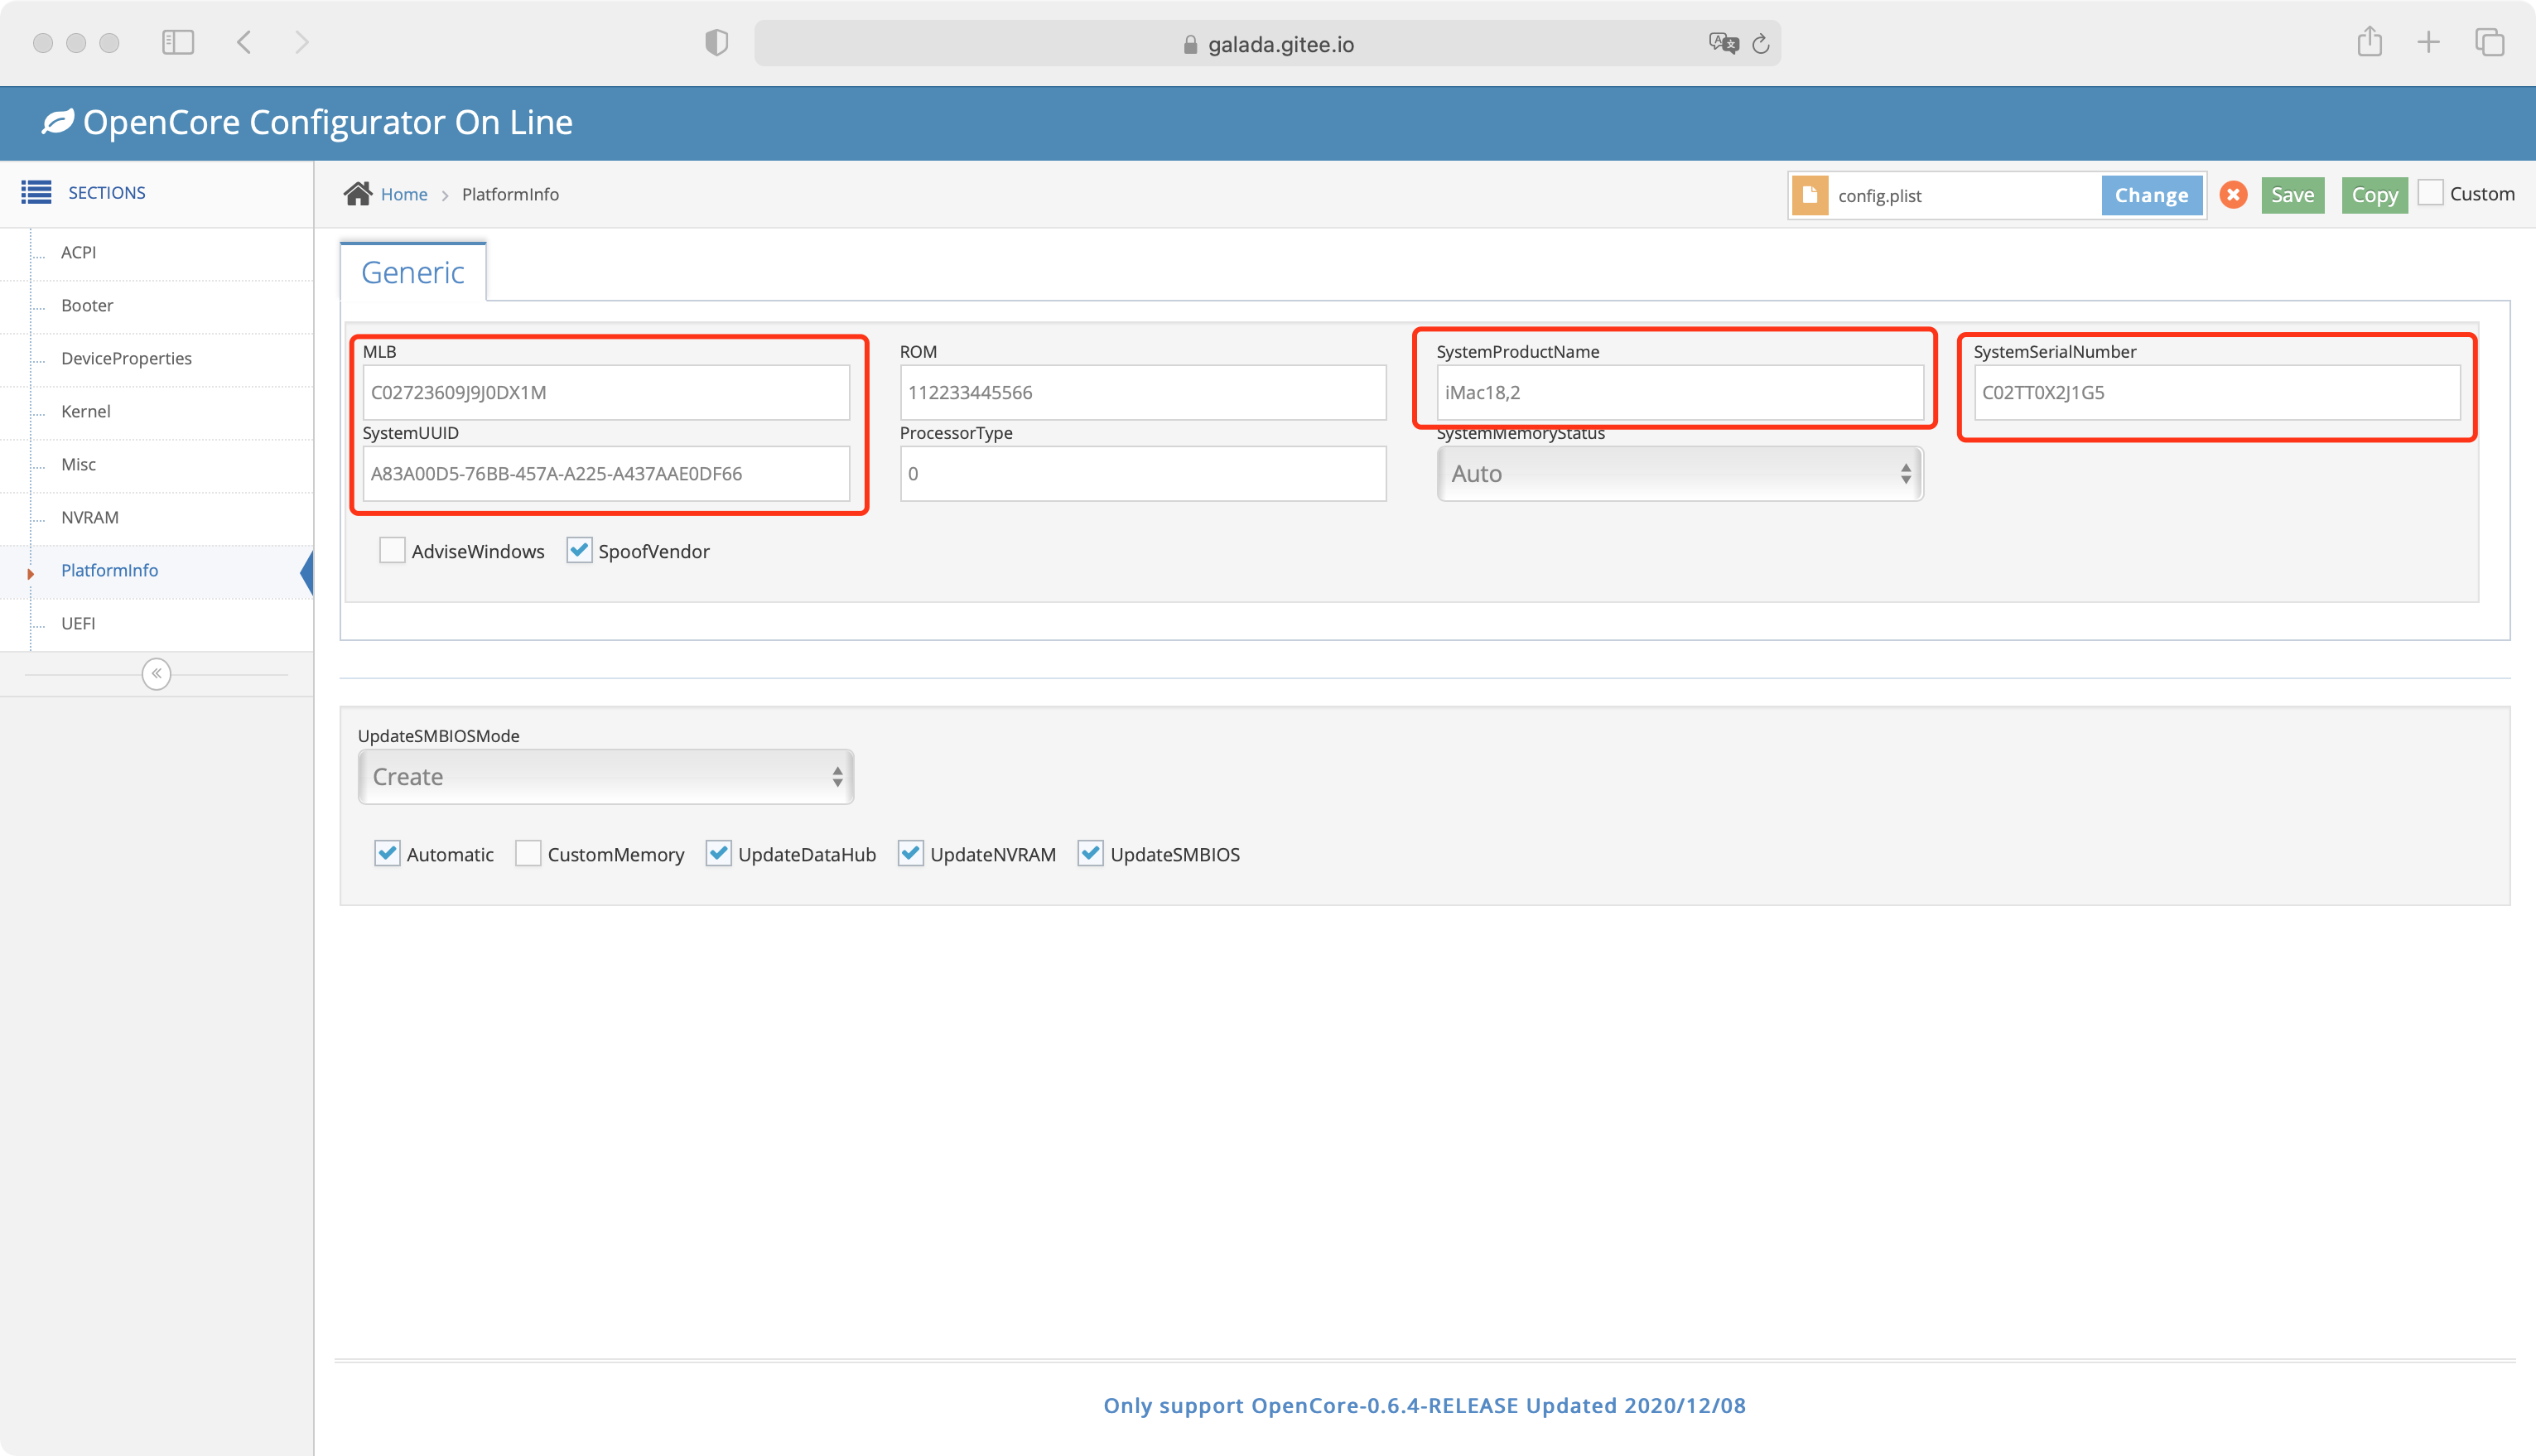 galada.gitee.io
OpenCore Configurator On Line
SECTIONS
Home > PlatformInfo
config.plist Change Save Copy Custom
ACPI
Booter
DeviceProperties
Kernel
Misc
NVRAM
PlatformInfo
UEFI
Generic
MLB ROM SystemProductName SystemSerialNumber
C02723609J9J0DX1M 112233445566 iMac18,2 C02TT0X2J1G5
SystemUUID ProcessorType SystemMemoryStatus
A83A00D5-76BB-457A-A225-A437AAE0DF66 0 Auto
AdviseWindows SpoofVendor
UpdateSMBIOSMode
Create
Automatic CustomMemory UpdateDataHub UpdateNVRAM UpdateSMBIOS
Only support OpenCore-0.6.4-RELEASE Updated 2020/12/08